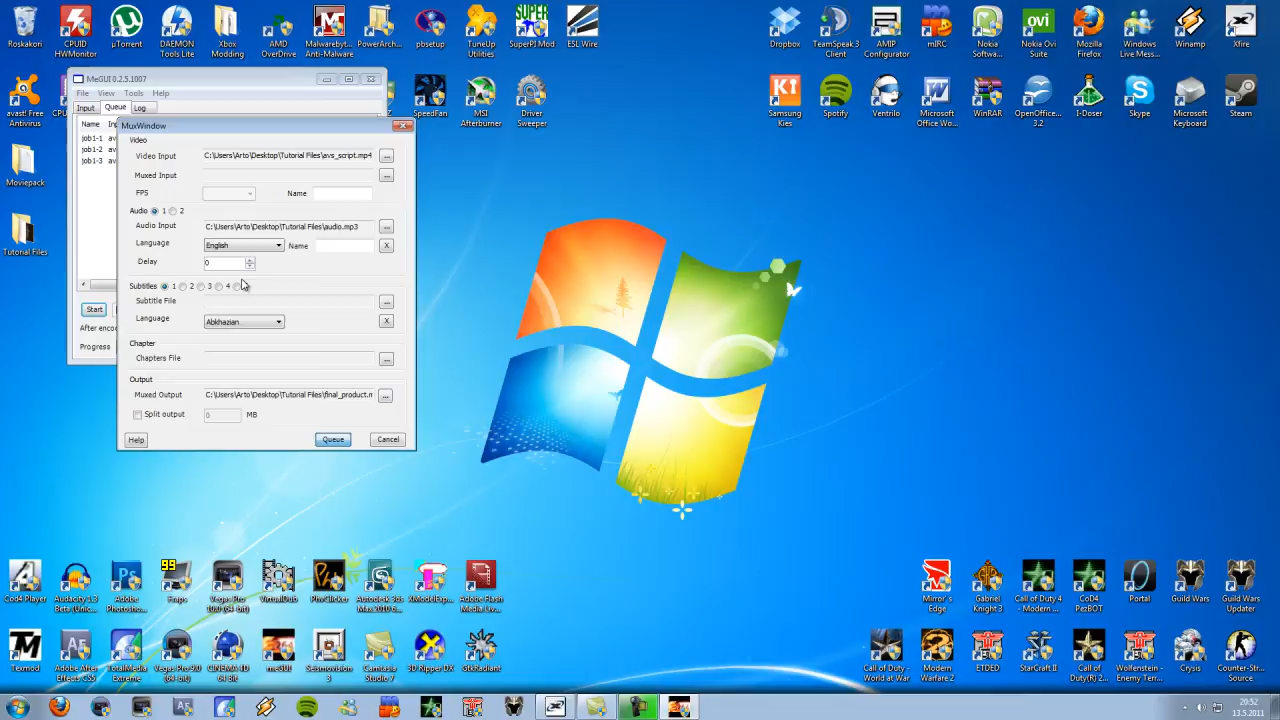 Roskakori
CPUID HWMonitor
µTorrent
DAEMON Tools Lite
Xbox Modding
AMD OverDrive
Malwarebyt...
PowerArch...
pbsetup
TuneUp Utilities
SuperPI Mod
ESL Wire
Dropbox
TeamSpeak 3 Client
AMIP Configurator
mIRC
Nokia Softwa...
Nokia Ovi Suite
Mozilla Firefox
Windows Live Mess...
Winamp
Xfire
avast! Free Antivirus
SpeedFan
MSI Afterburner
Driver Sweeper
Samsung Kies
Spotify
Ventrilo
Microsoft Office Wo...
WinRAR
OpenOffice... 3.2
I-Doser
Skype
Microsoft Keyboard
Steam
Moviepack
Tutorial Files
MeGUI 0.2.5.1007
File View Tools Help
Input Queue Log
Name
job1-1
job1-2
job1-3
Start
After enco
Progress
MuxWindow
Video
Video Input C:\Users\Arto\Desktop\Tutorial Files\avs_script.mp4 ...
Muxed Input ...
FPS Name
Audio 1 2
Audio Input C:\Users\Arto\Desktop\Tutorial Files\audio.mp3 ...
Language English Name X
Delay 0
Subtitles 1 2 3 4
Subtitle File ...
Language Abkhazian X
Chapter
Chapters File ...
Output
Muxed Output C:\Users\Arto\Desktop\Tutorial Files\final_product.m ...
Split output 0 MB
Help Queue Cancel
Cod4 Player
Audacity 1.3 Beta (Unic...
Adobe Photosho...
99
Fraps
Vegas Pro 10.0 (64-bit)
VirtualDub
Adobe Flash Media Liv...
Mirror's Edge
Gabriel Knight 3
Call of Duty 4 - Modern ...
CoD4 PezBOT
Portal
Guild Wars
Guild Wars Updater
Texmod
Adobe After Effects CS5
TotalMedia Extreme
Vegas Pro 9.0 (64-bit)
CINEMA 4D 64 Bit
meGUI
Seismovision 3
Camtasia Studio 7
3D Ripper DX
GtkRadiant
Call of Duty - World at War
Modern Warfare 2
ETDED
StarCraft II
Call of Duty(R) 2...
Wolfenstein - Enemy Terr...
Crysis
Counter-Str... Source
20:52
13.5.2011